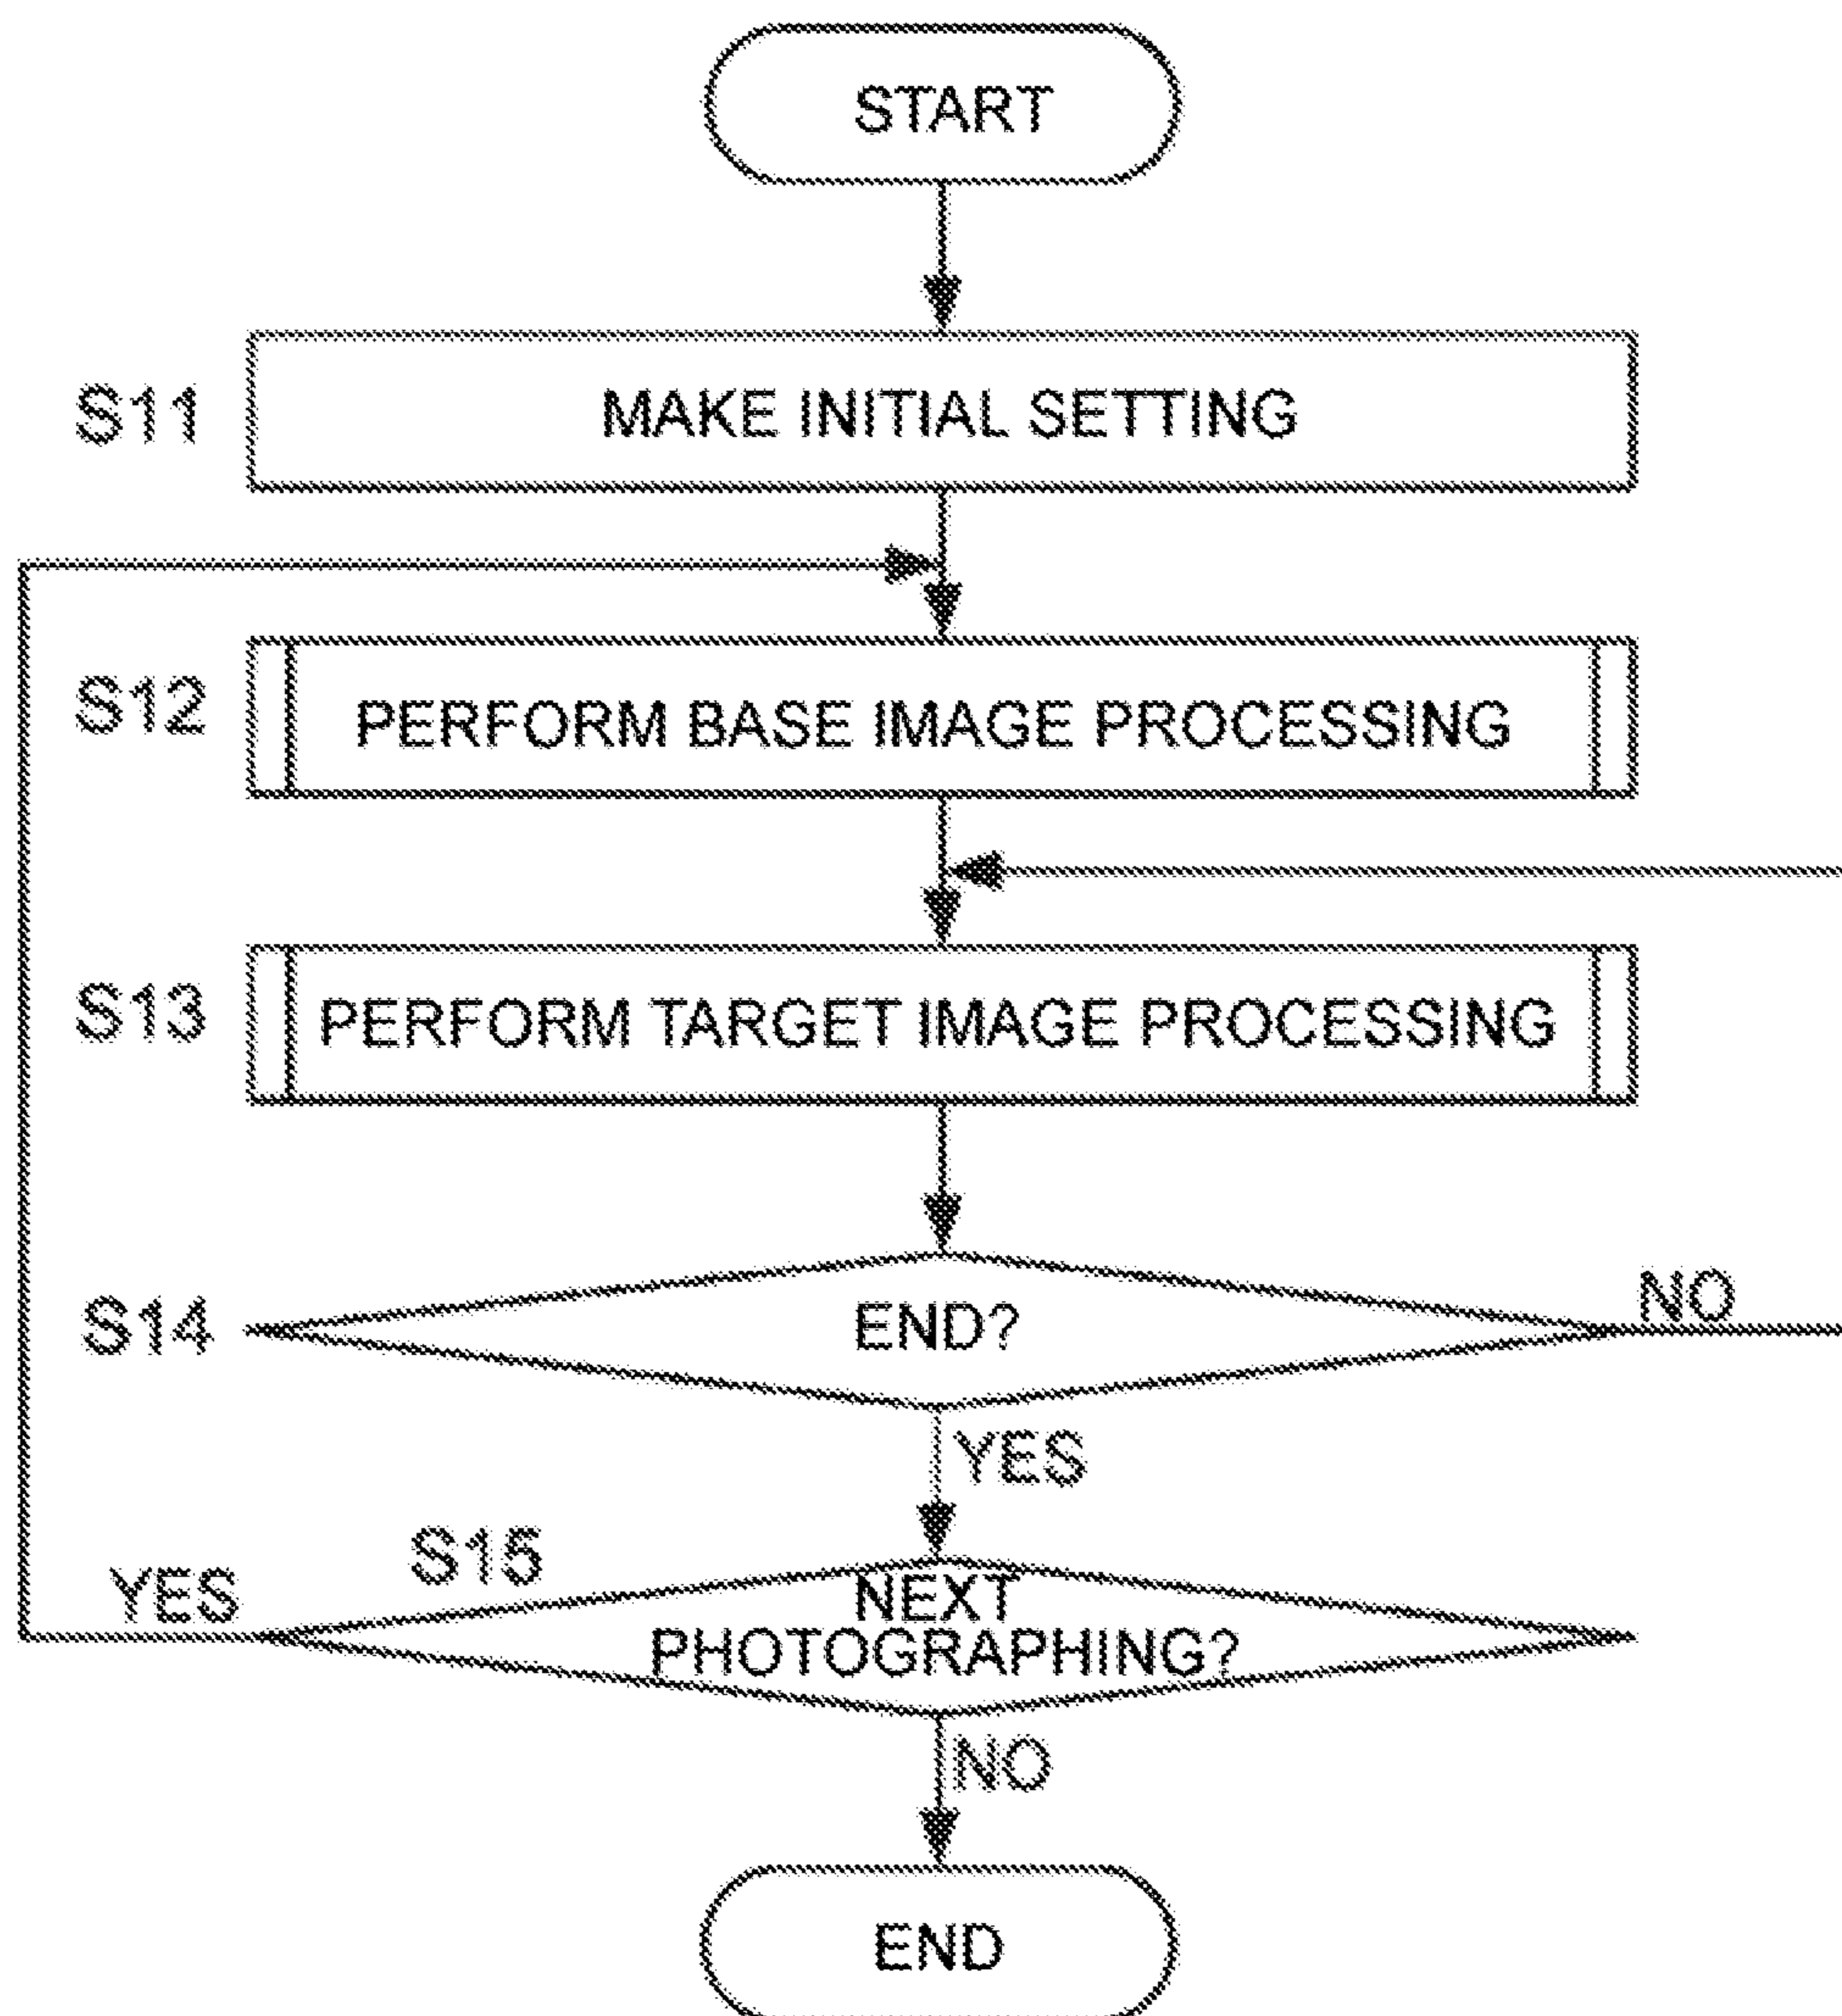 START
S11
MAKE INITIAL SETTING
S12
PERFORM BASE IMAGE PROCESSING
S13
PERFORM TARGET IMAGE PROCESSING
S14
END?
NO
YES
S15
YES
NEXT
PHOTOGRAPHING?
NO
END